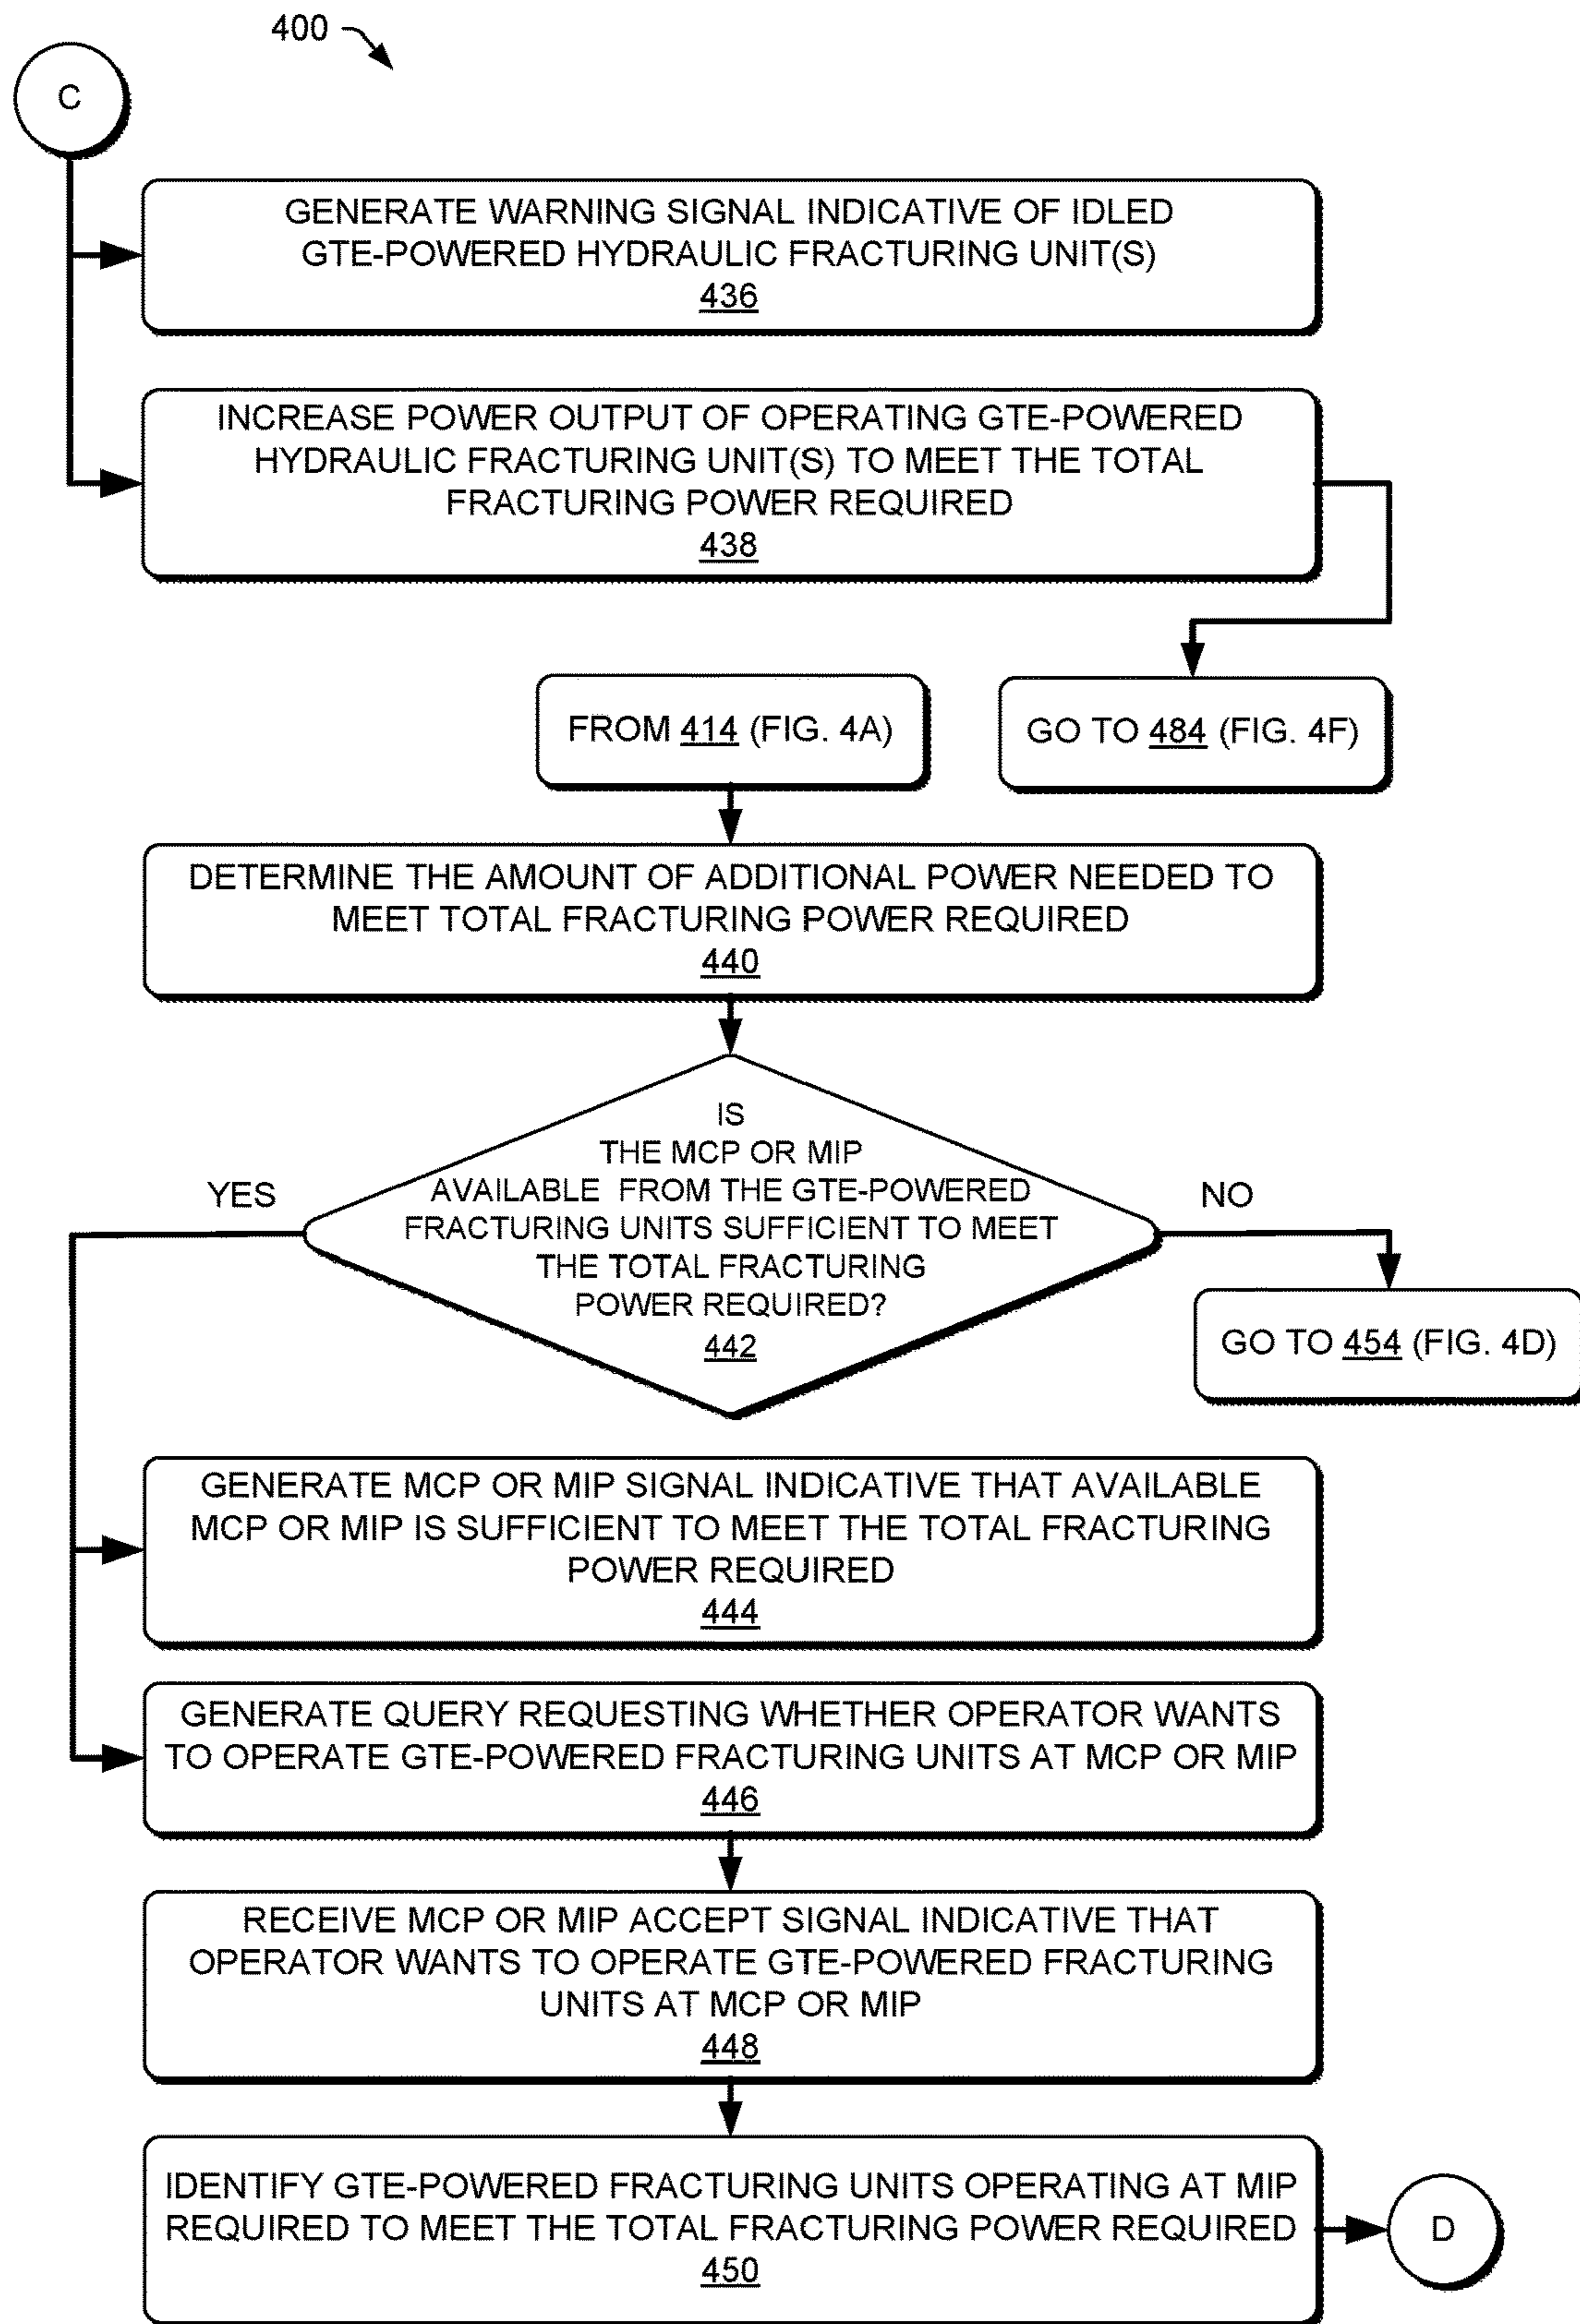 400
C
GENERATE WARNING SIGNAL INDICATIVE OF IDLED
GTE-POWERED HYDRAULIC FRACTURING UNIT(S)
436
INCREASE POWER OUTPUT OF OPERATING GTE-POWERED
HYDRAULIC FRACTURING UNIT(S) TO MEET THE TOTAL
FRACTURING POWER REQUIRED
438
FROM 414 (FIG. 4A)
GO TO 484 (FIG. 4F)
DETERMINE THE AMOUNT OF ADDITIONAL POWER NEEDED TO
MEET TOTAL FRACTURING POWER REQUIRED
440
IS
THE MCP OR MIP
AVAILABLE FROM THE GTE-POWERED
FRACTURING UNITS SUFFICIENT TO MEET
THE TOTAL FRACTURING
POWER REQUIRED?
442
YES
NO
GO TO 454 (FIG. 4D)
GENERATE MCP OR MIP SIGNAL INDICATIVE THAT AVAILABLE
MCP OR MIP IS SUFFICIENT TO MEET THE TOTAL FRACTURING
POWER REQUIRED
444
GENERATE QUERY REQUESTING WHETHER OPERATOR WANTS
TO OPERATE GTE-POWERED FRACTURING UNITS AT MCP OR MIP
446
RECEIVE MCP OR MIP ACCEPT SIGNAL INDICATIVE THAT
OPERATOR WANTS TO OPERATE GTE-POWERED FRACTURING
UNITS AT MCP OR MIP
448
IDENTIFY GTE-POWERED FRACTURING UNITS OPERATING AT MIP
REQUIRED TO MEET THE TOTAL FRACTURING POWER REQUIRED
450
D